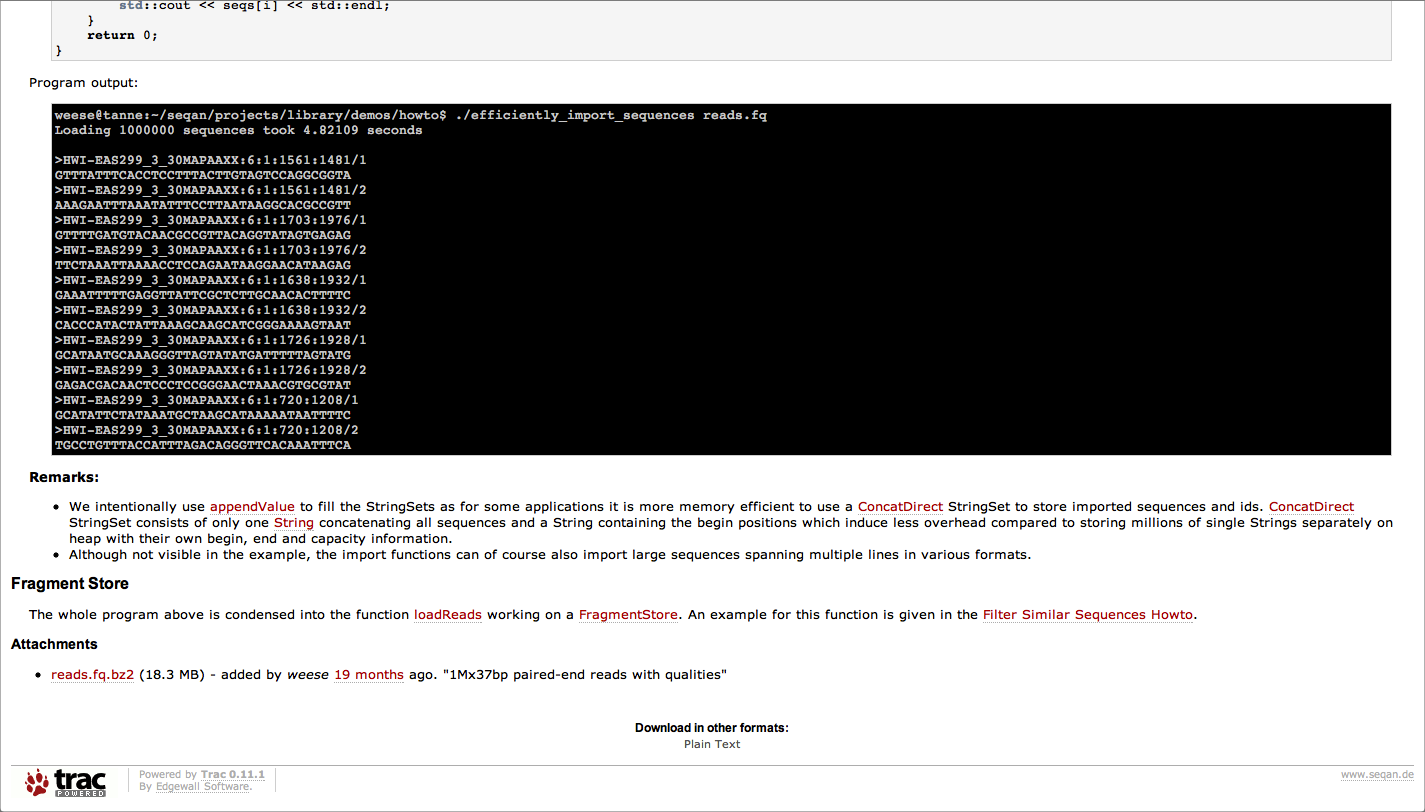 std::cout << seqs[i] << std::endl;
}
return 0;
}
Program output:
weese@tanne:~/seqan/projects/library/demos/howto$ ./efficiently_import_sequences reads.fq
Loading 1000000 sequences took 4.82109 seconds
>HWI-EAS299_3_30MAPAAXX:6:1:1561:1481/1
GTTTATTTCACCTCCTTTACTTGTAGTCCAGGCGGTA
>HWI-EAS299_3_30MAPAAXX:6:1:1561:1481/2
AAAGAATTTAAATATTTCCTTAATAAGGCACGCCGTT
>HWI-EAS299_3_30MAPAAXX:6:1:1703:1976/1
GTTTTGATGTACAACGCCGTTACAGGTATAGTGAGAG
>HWI-EAS299_3_30MAPAAXX:6:1:1703:1976/2
TTCTAAATTAAAACCTCCAGAATAAGGAACATAAGAG
>HWI-EAS299_3_30MAPAAXX:6:1:1638:1932/1
GAAATTTTTGAGGTTATTCGCTCTTGCAACACTTTTC
>HWI-EAS299_3_30MAPAAXX:6:1:1638:1932/2
CACCCATACTATTAAAGCAAGCATCGGGAAAAGTAAT
>HWI-EAS299_3_30MAPAAXX:6:1:1726:1928/1
GCATAATGCAAAGGGTTAGTATATGATTTTTAGTATG
>HWI-EAS299_3_30MAPAAXX:6:1:1726:1928/2
GAGACGACAACTCCCTCCGGGAACTAAACGTGCGTAT
>HWI-EAS299_3_30MAPAAXX:6:1:720:1208/1
GCATATTCTATAAATGCTAAGCATAAAAATAATTTTC
>HWI-EAS299_3_30MAPAAXX:6:1:720:1208/2
TGCCTGTTTACCATTTAGACAGGGTTCACAAATTTCA
Remarks:
We intentionally use appendValue to fill the StringSets as for some applications it is more memory efficient to use a ConcatDirect StringSet to store imported sequences and ids. ConcatDirect
StringSet consists of only one String concatenating all sequences and a String containing the begin positions which induce less overhead compared to storing millions of single Strings separately on
heap with their own begin, end and capacity information.
Although not visible in the example, the import functions can of course also import large sequences spanning multiple lines in various formats.
Fragment Store
The whole program above is condensed into the function loadReads working on a FragmentStore. An example for this function is given in the Filter Similar Sequences Howto.
Attachments
reads.fq.bz2 (18.3 MB) - added by weese 19 months ago. "1Mx37bp paired-end reads with qualities"
Download in other formats:
Plain Text
trac
POWERED
Powered by Trac 0.11.1
By Edgewall Software.
www.seqan.de